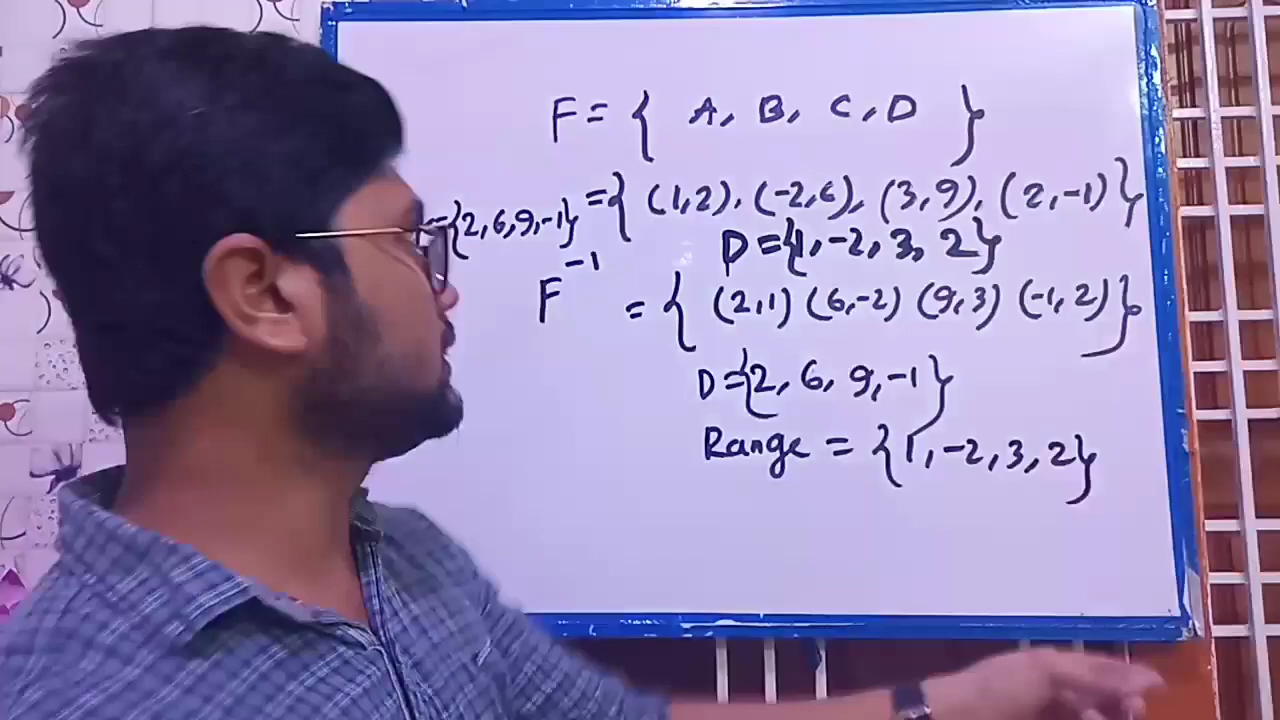 F = { A, B, C, D }
= { (1,2), (-2,6), (3,9), (2,-1) }
={2,6,9,-1}
D={1,-2,3,2}
F⁻¹ = { (2,1) (6,-2) (9,3) (-1,2) }
D={2, 6, 9, -1}
Range = {1,-2,3,2}